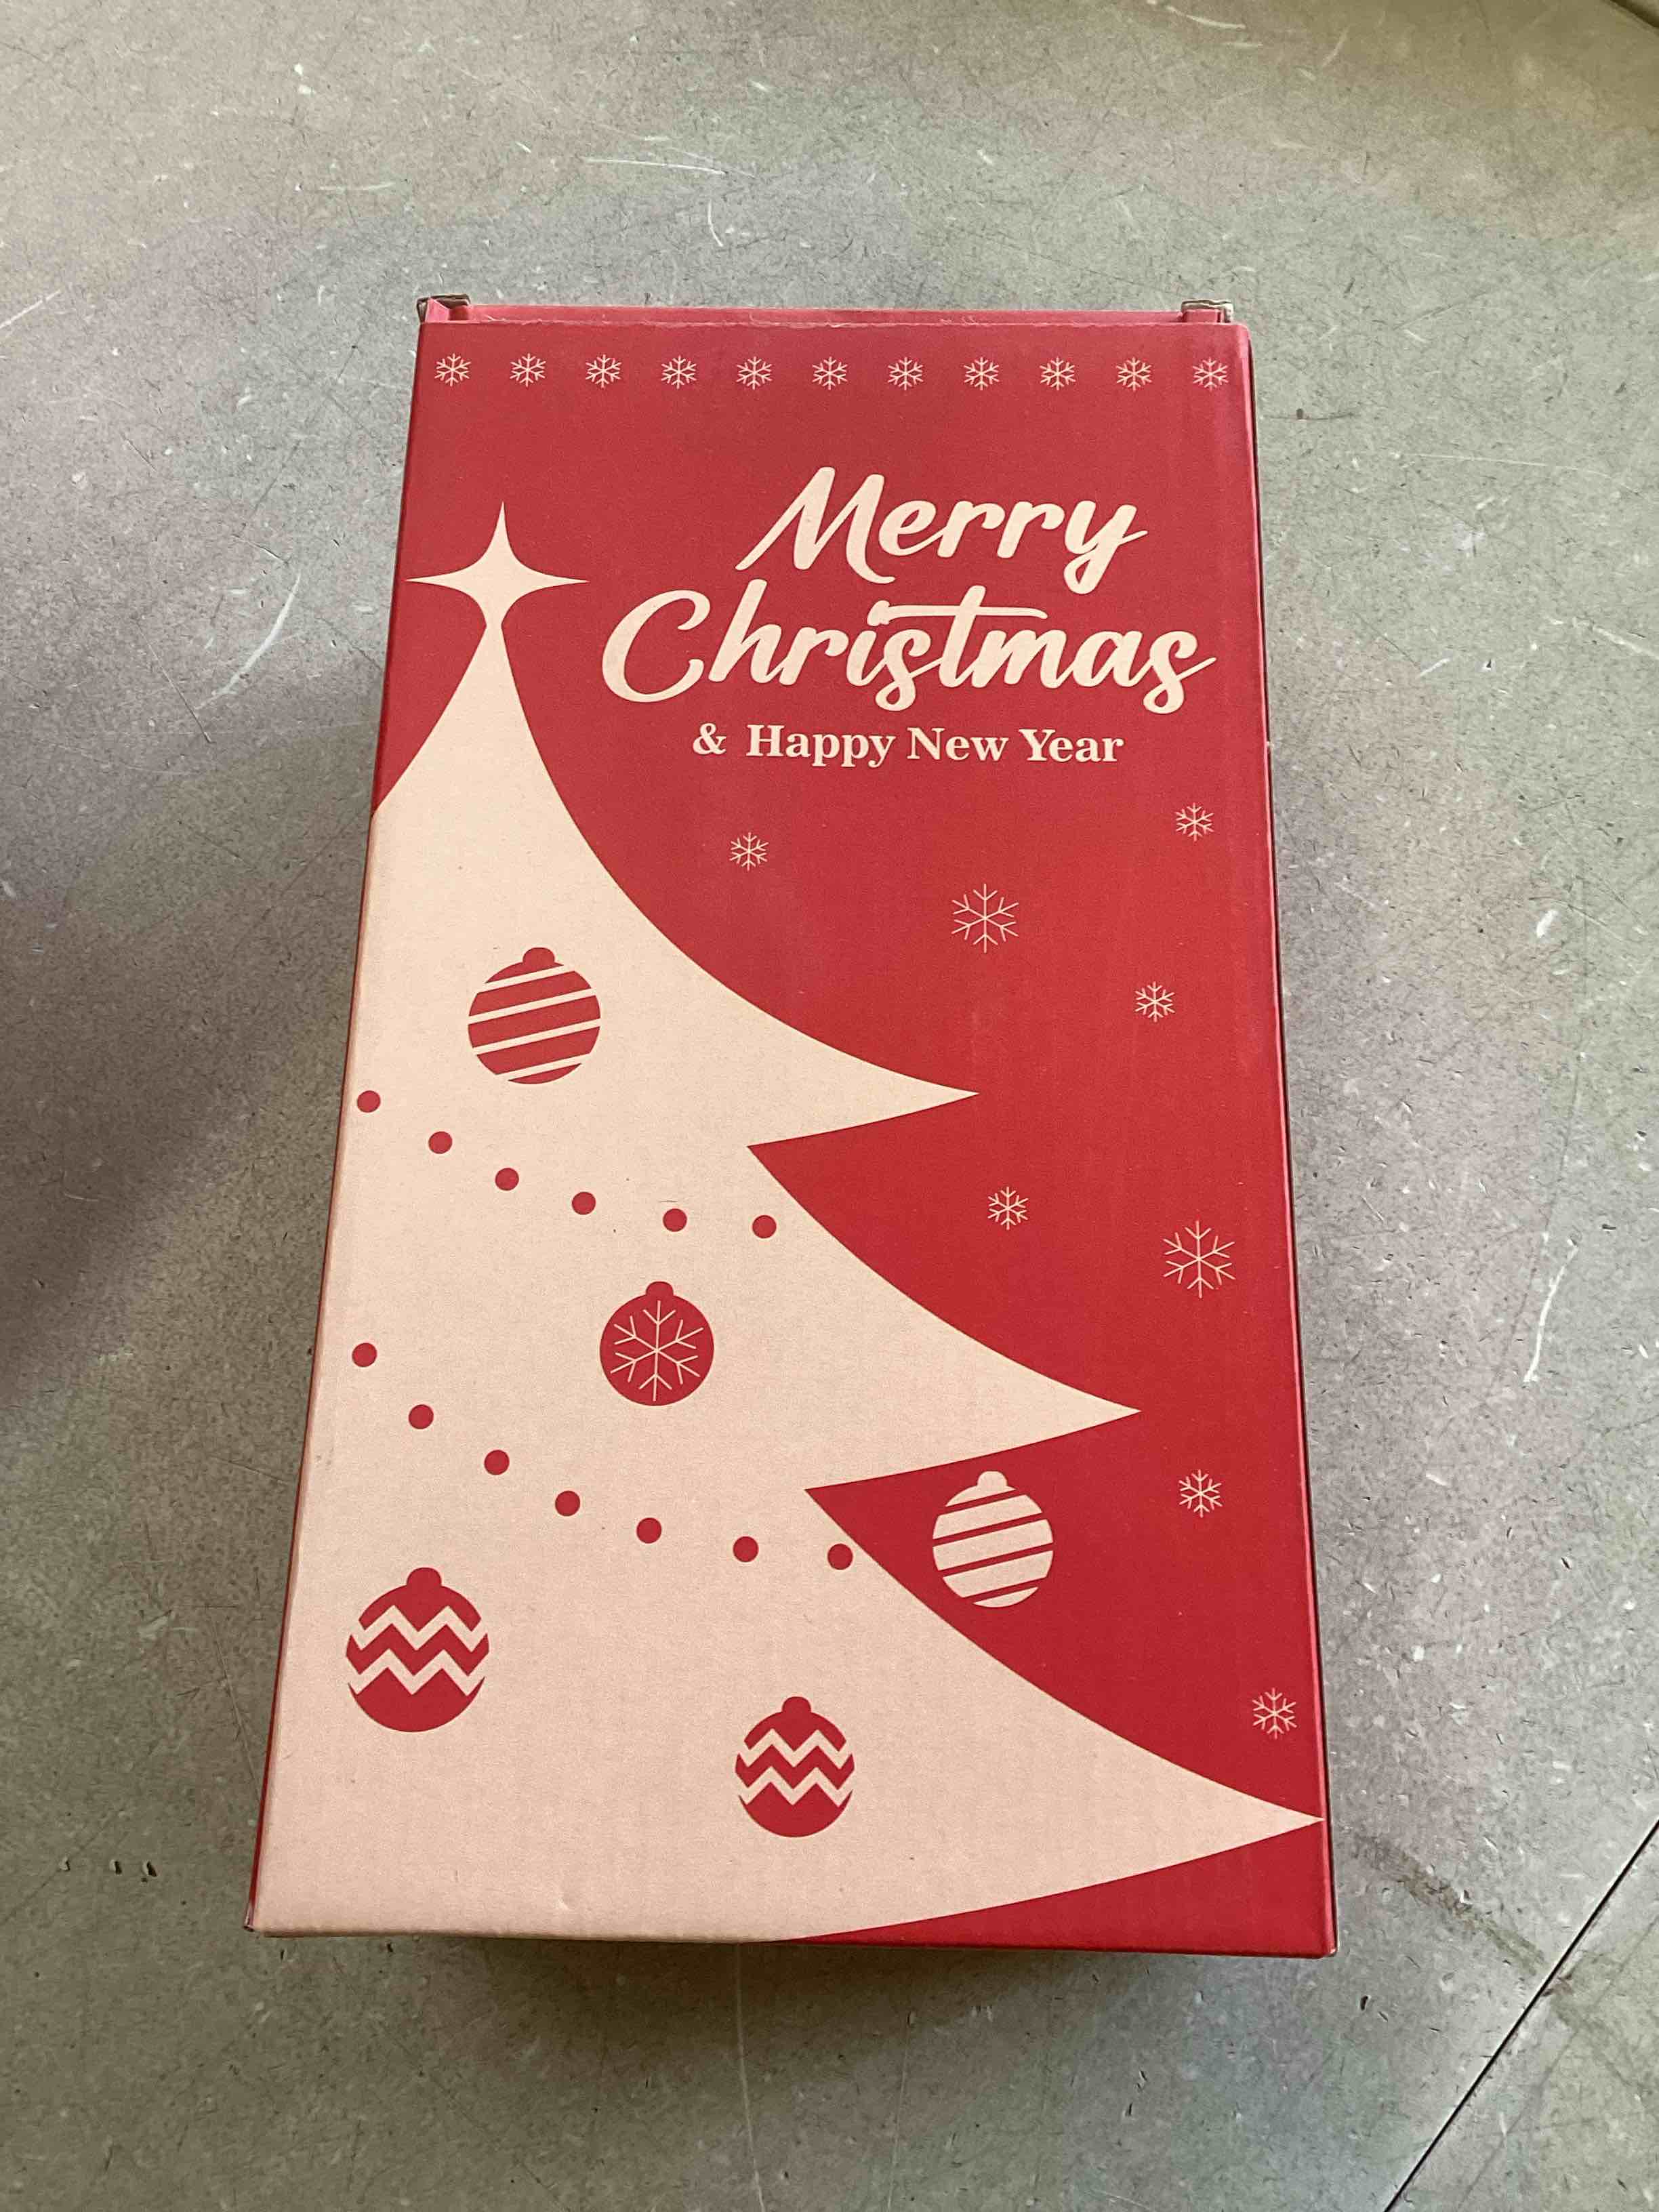 Merry
Christmas
& Happy New Year